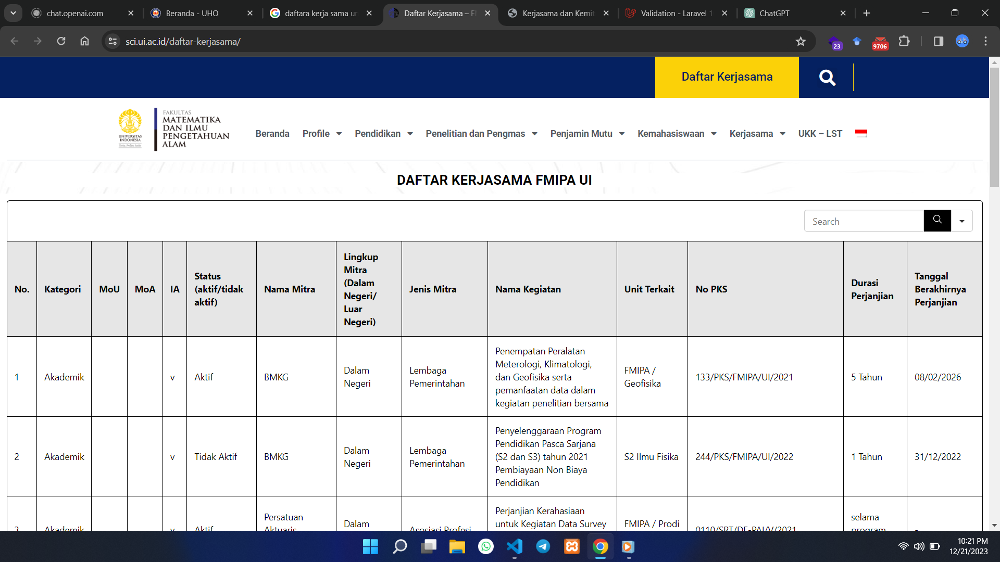 chat.openai.com
Beranda - UHO
daftara kerja sama un
Daftar Kerjasama – F
Kerjasama dan Kemit
Validation - Laravel 1
ChatGPT
sci.ui.ac.id/daftar-kerjasama/
23
9706
Daftar Kerjasama
UNIVERSITAS
INDONESIA
FAKULTAS
MATEMATIKA
DAN ILMU
PENGETAHUAN
ALAM
Beranda
Profile
Pendidikan
Penelitian dan Pengmas
Penjamin Mutu
Kemahasiswaan
Kerjasama
UKK – LST
DAFTAR KERJASAMA FMIPA UI
Search
No.
Kategori
MoU
MoA
IA
Status
(aktif/tidak
aktif)
Nama Mitra
Lingkup
Mitra
(Dalam
Negeri/
Luar
Negeri)
Jenis Mitra
Nama Kegiatan
Unit Terkait
No PKS
Durasi
Perjanjian
Tanggal
Berakhirnya
Perjanjian
1
Akademik
v
Aktif
BMKG
Dalam
Negeri
Lembaga
Pemerintahan
Penempatan Peralatan
Meterologi, Klimatologi,
dan Geofisika serta
pemanfaatan data dalam
kegiatan penelitian bersama
FMIPA /
Geofisika
133/PKS/FMIPA/UI/2021
5 Tahun
08/02/2026
2
Akademik
v
Tidak Aktif
BMKG
Dalam
Negeri
Lembaga
Pemerintahan
Penyelenggaraan Program
Pendidikan Pasca Sarjana
(S2 dan S3) tahun 2021
Pembiayaan Non Biaya
Pendidikan
S2 Ilmu Fisika
244/PKS/FMIPA/UI/2022
1 Tahun
31/12/2022
3
Akademik
v
Aktif
Persatuan
Aktuaris
Dalam
Asosiasi Profesi
Perjanjian Kerahasiaan
untuk Kegiatan Data Survey
FMIPA / Prodi
0110/SRT/DE-PAI/V/2021
selama
program
-
10:21 PM
12/21/2023